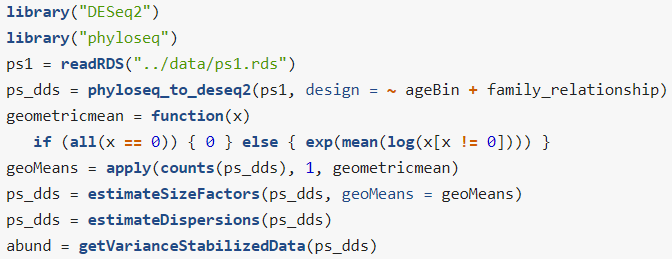 library("DESeq2")
library("phyloseq")
ps1 = readRDS("../data/ps1.rds")
ps_dds = phyloseq_to_deseq2(ps1, design = ~ ageBin + family_relationship)
geometricmean = function(x)
   if (all(x == 0)) { 0 } else { exp(mean(log(x[x != 0]))) }
geoMeans = apply(counts(ps_dds), 1, geometricmean)
ps_dds = estimateSizeFactors(ps_dds, geoMeans = geoMeans)
ps_dds = estimateDispersions(ps_dds)
abund = getVarianceStabilizedData(ps_dds)